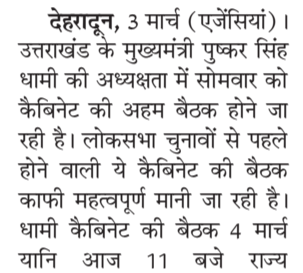 देहरादून, 3 मार्च (एजेंसियां)।
उत्तराखंड के मुख्यमंत्री पुष्कर सिंह
धामी की अध्यक्षता में सोमवार को
कैबिनेट की अहम बैठक होने जा
रही है। लोकसभा चुनावों से पहले
होने वाली ये कैबिनेट की बैठक
काफी महत्वपूर्ण मानी जा रही है।
धामी कैबिनेट की बैठक 4 मार्च
यानि आज 11 बजे राज्य